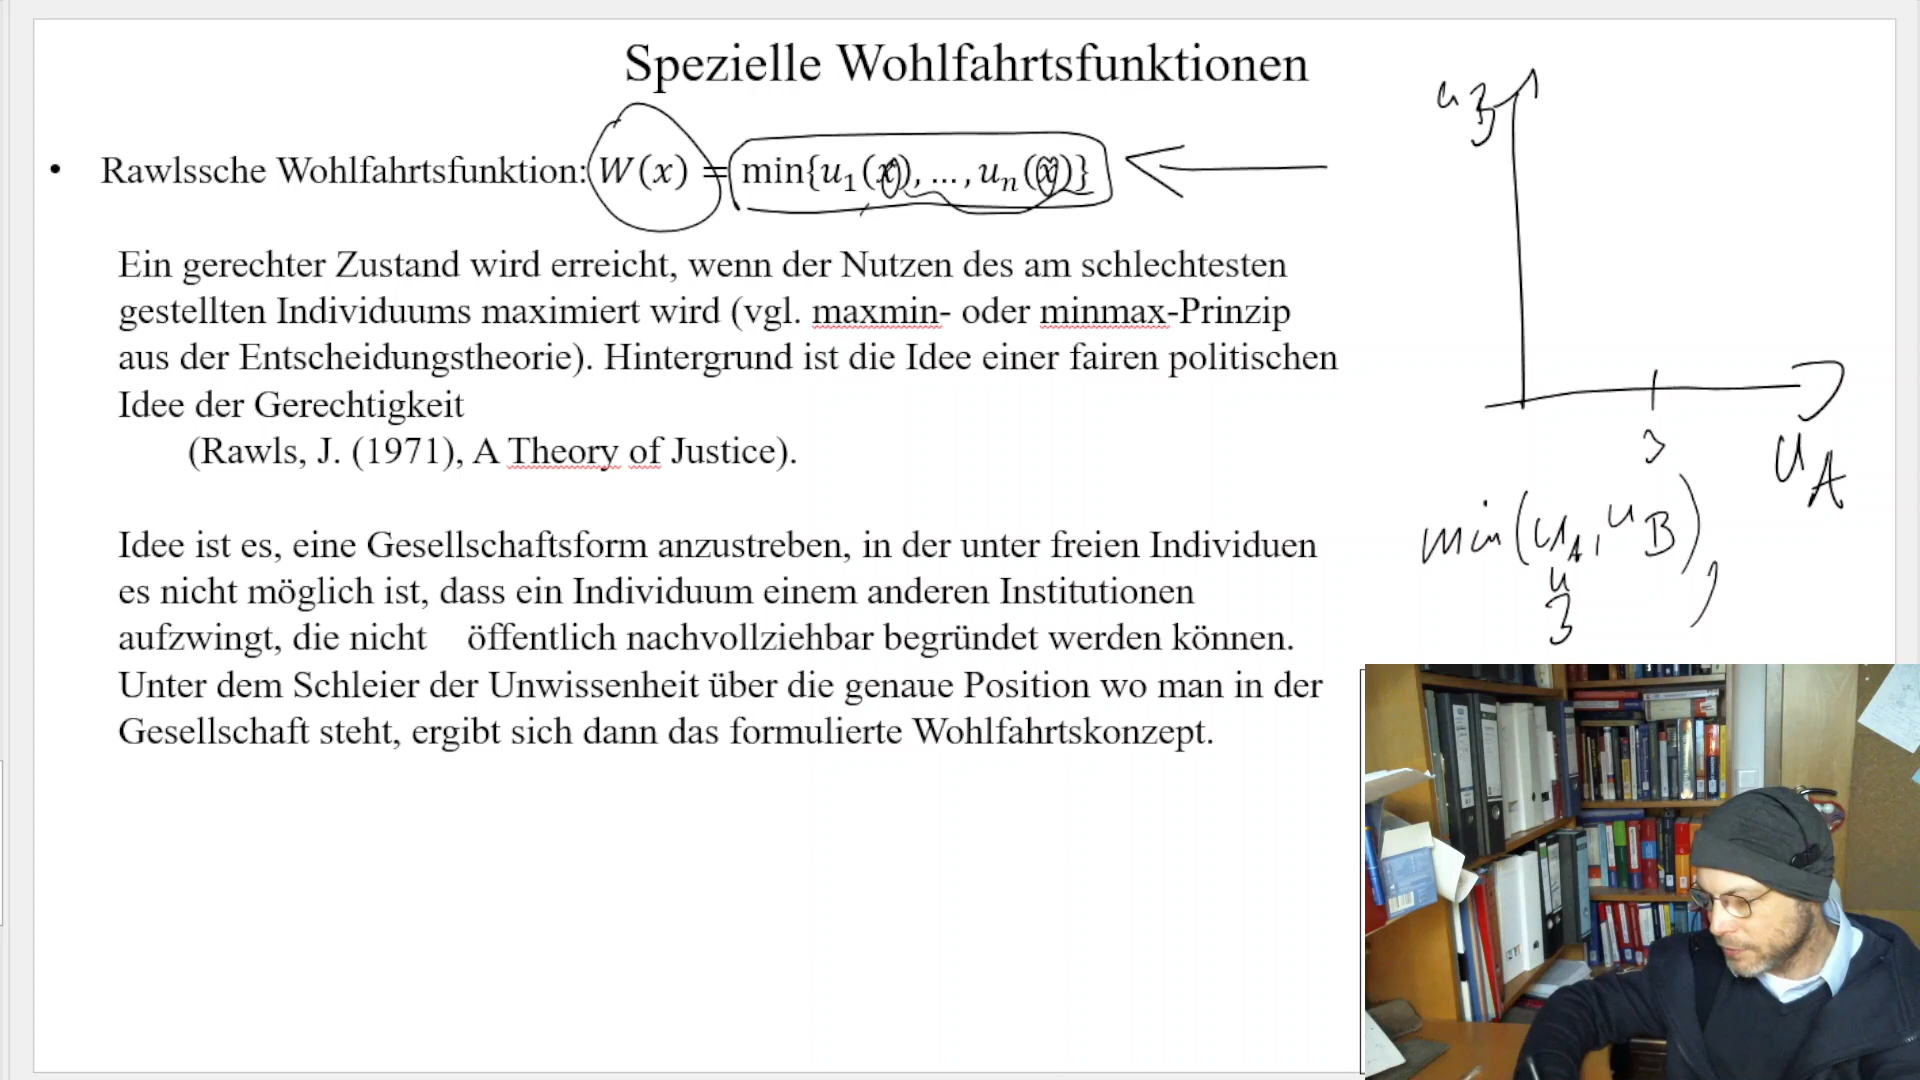 Spezielle Wohlfahrtsfunktionen
• Rawlssche Wohlfahrtsfunktion: W(x) = min{u₁(x), …, uₙ(x)}
Ein gerechter Zustand wird erreicht, wenn der Nutzen des am schlechtesten
gestellten Individuums maximiert wird (vgl. maxmin- oder minmax-Prinzip
aus der Entscheidungstheorie). Hintergrund ist die Idee einer fairen politischen
Idee der Gerechtigkeit
(Rawls, J. (1971), A Theory of Justice).
Idee ist es, eine Gesellschaftsform anzustreben, in der unter freien Individuen
es nicht möglich ist, dass ein Individuum einem anderen Institutionen
aufzwingt, die nicht öffentlich nachvollziehbar begründet werden können.
Unter dem Schleier der Unwissenheit über die genaue Position wo man in der
Gesellschaft steht, ergibt sich dann das formulierte Wohlfahrtskonzept.
u B
3
u A
min(u A, u B)
3